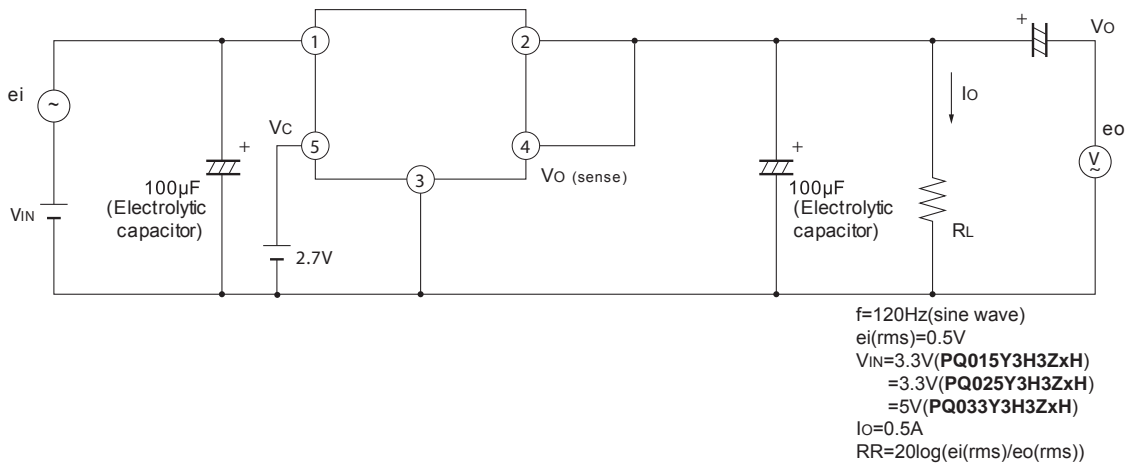 1
2
+
VO
ei
~
IO
VC
+
+
eo
5
4
V
~
3
VO (sense)
100µF
(Electrolytic
capacitor)
100µF
(Electrolytic
capacitor)
VIN
RL
2.7V
f=120Hz(sine wave)
ei(rms)=0.5V
VIN=3.3V(PQ015Y3H3ZxH)
=3.3V(PQ025Y3H3ZxH)
=5V(PQ033Y3H3ZxH)
IO=0.5A
RR=20log(ei(rms)/eo(rms))